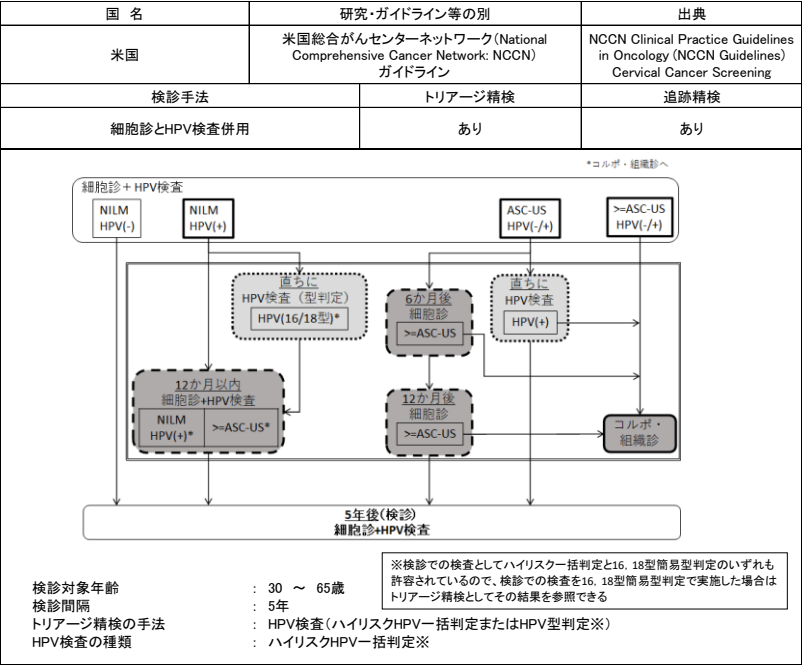 国 名
研究・ガイドライン等の別
出典
米国
米国総合がんセンターネットワーク(National
Comprehensive Cancer Network: NCCN)
ガイドライン
NCCN Clinical Practice Guidelines
in Oncology (NCCN Guidelines)
Cervical Cancer Screening
検診手法
トリアージ精検
追跡精検
細胞診とHPV検査併用
あり
あり
*コルポ・組織診へ
細胞診+HPV検査
NILM
HPV(-)
NILM
HPV(+)
ASC-US
HPV(-/+)
>=ASC-US
HPV(-/+)
直ちに
HPV検査(型判定)
HPV(16/18型)*
6か月後
細胞診
>=ASC-US
直ちに
HPV検査
HPV(+)
12か月以内
細胞診+HPV検査
NILM
HPV(+)*
>=ASC-US*
12か月後
細胞診
>=ASC-US
コルポ・
組織診
5年後(検診)
細胞診+HPV検査
※検診での検査としてハイリスク一括判定と16, 18型簡易型判定のいずれも
許容されているので、検診での検査を16, 18型簡易型判定で実施した場合は
トリアージ精検としてその結果を参照できる
検診対象年齢 : 30 ~ 65歳
検診間隔 : 5年
トリアージ精検の手法 : HPV検査(ハイリスクHPV一括判定またはHPV型判定※)
HPV検査の種類 : ハイリスクHPV一括判定※